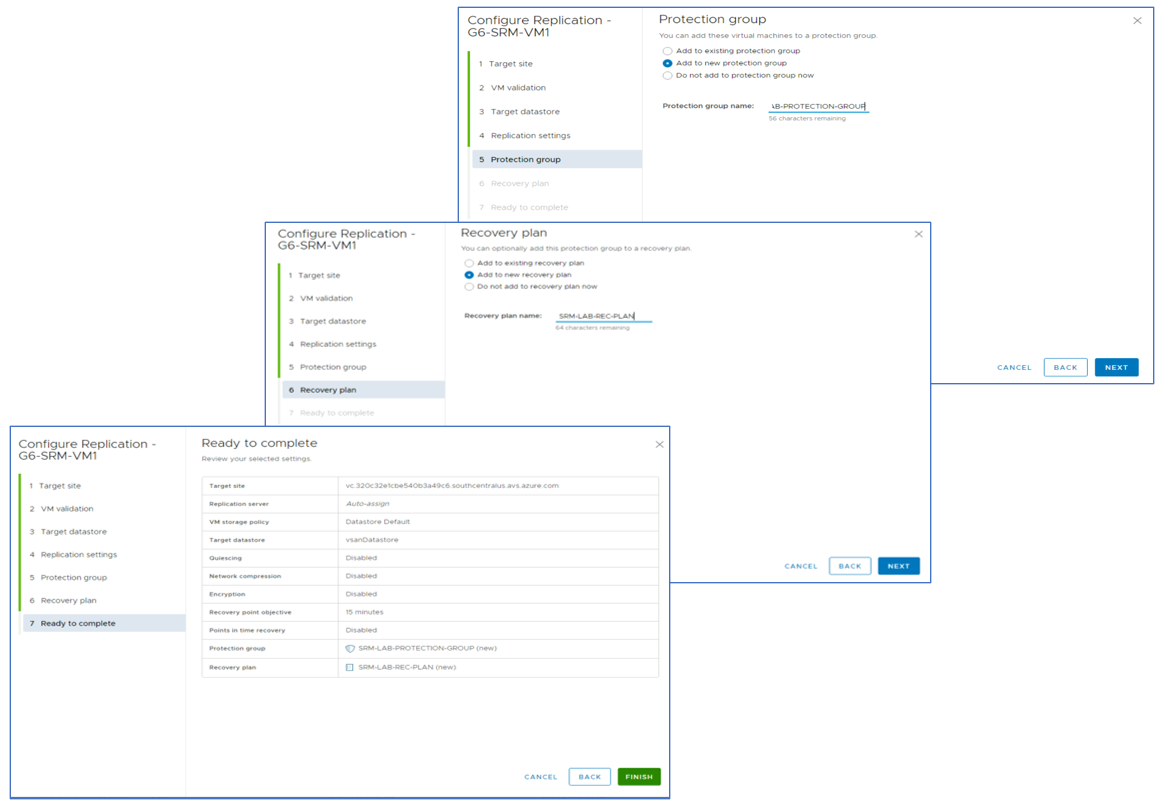 Configure Replication -
G6-SRM-VM1
1 Target site
2 VM validation
3 Target datastore
4 Replication settings
5 Protection group
6 Recovery plan
7 Ready to complete
Protection group
You can add these virtual machines to a protection group.
Add to existing protection group
Add to new protection group
Do not add to protection group now
Protection group name: AB-PROTECTION-GROUP
56 characters remaining
CANCEL BACK NEXT
Configure Replication -
G6-SRM-VM1
1 Target site
2 VM validation
3 Target datastore
4 Replication settings
5 Protection group
6 Recovery plan
7 Ready to complete
Recovery plan
You can optionally add this protection group to a recovery plan.
Add to existing recovery plan
Add to new recovery plan
Do not add to recovery plan now
Recovery plan name: SRM-LAB-REC-PLAN
64 characters remaining
CANCEL BACK NEXT
Configure Replication -
G6-SRM-VM1
1 Target site
2 VM validation
3 Target datastore
4 Replication settings
5 Protection group
6 Recovery plan
7 Ready to complete
Ready to complete
Review your selected settings.
Target site vc.320c32e1cbe540b3a49c6.southcentralus.avs.azure.com
Replication server Auto-assign
VM storage policy Datastore Default
Target datastore vsanDatastore
Quiescing Disabled
Network compression Disabled
Encryption Disabled
Recovery point objective 15 minutes
Points in time recovery Disabled
Protection group SRM-LAB-PROTECTION-GROUP (new)
Recovery plan SRM-LAB-REC-PLAN (new)
CANCEL BACK FINISH